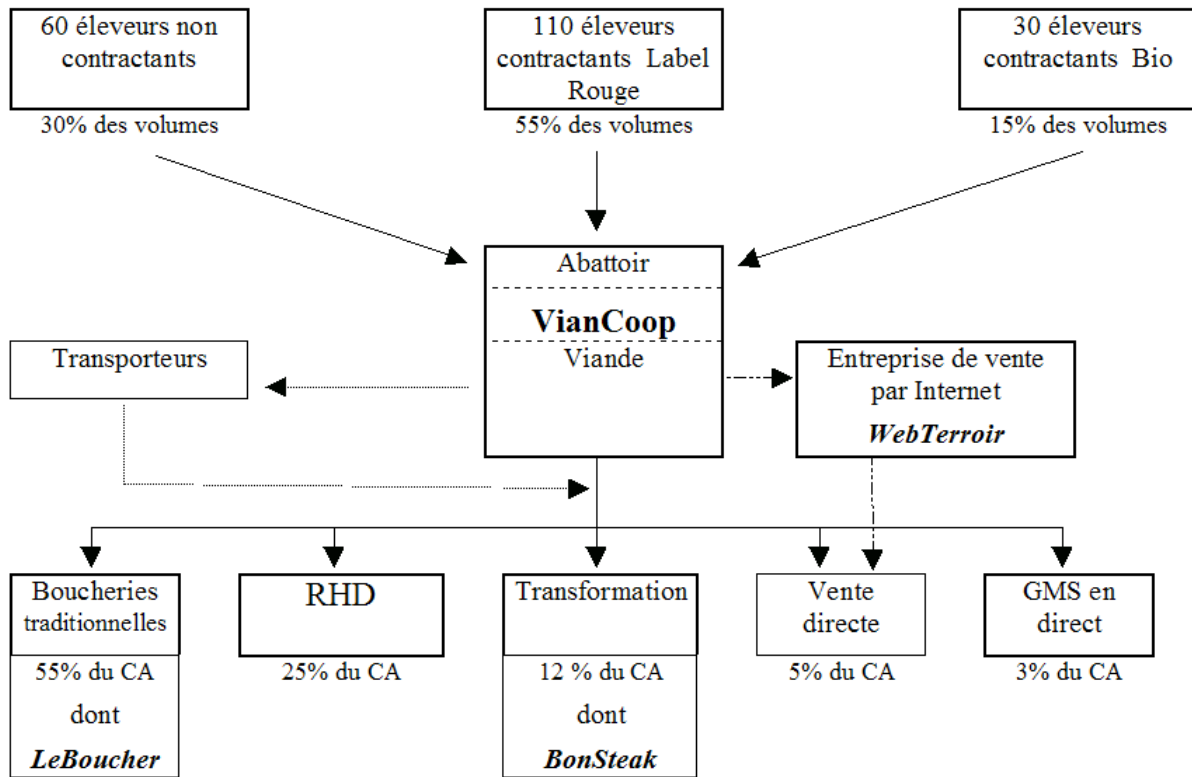 60 éleveurs non
contractants
30% des volumes
110 éleveurs
contractants Label
Rouge
55% des volumes
30 éleveurs
contractants Bio
15% des volumes
Abattoir
VianCoop
Viande
Transporteurs
Entreprise de vente
par Internet
WebTerroir
Boucheries
traditionnelles
55% du CA
dont
LeBoucher
RHD
25% du CA
Transformation
12 % du CA
dont
BonSteak
Vente
directe
5% du CA
GMS en
direct
3% du CA